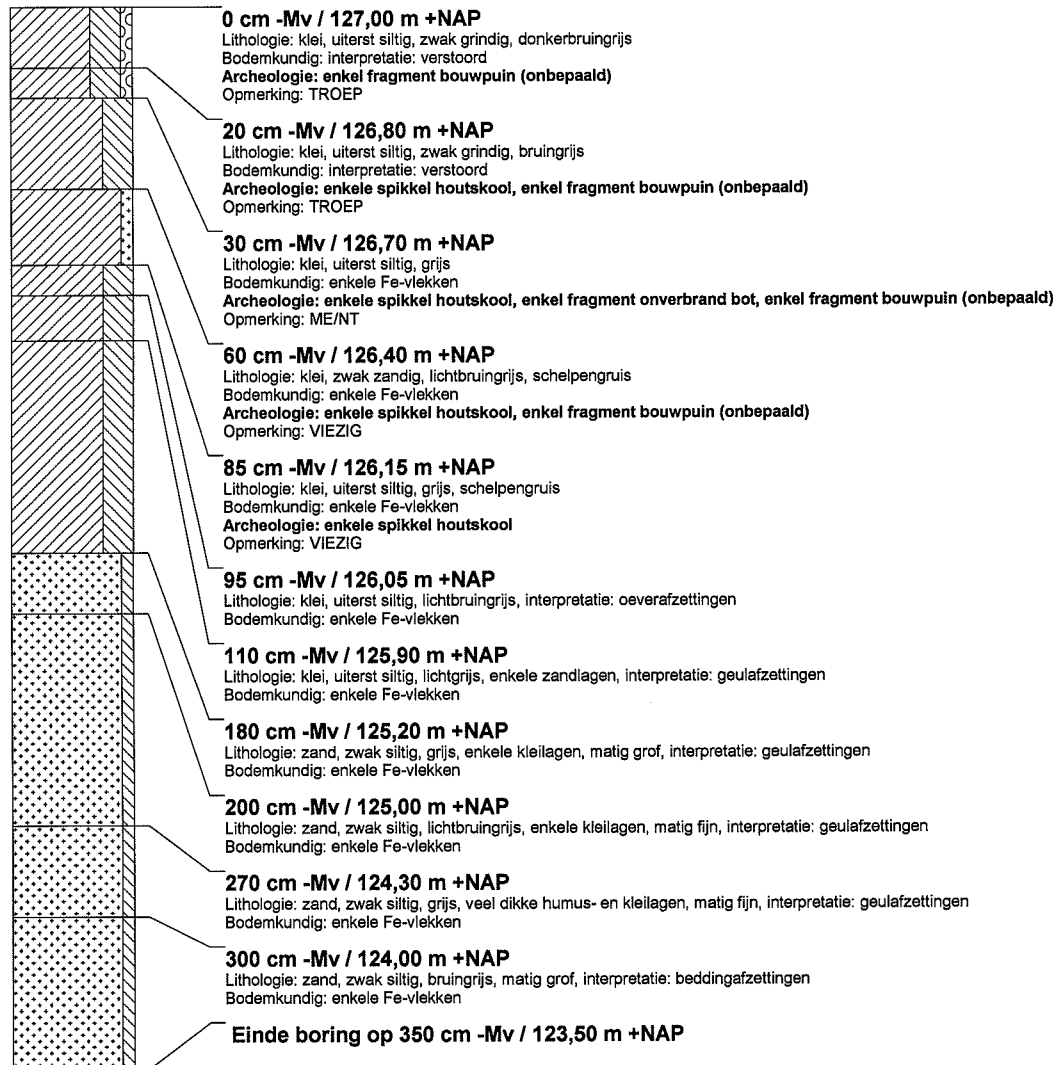 0 cm -Mv / 127,00 m +NAP
Lithologie: klei, uiterst siltig, zwak grindig, donkerbruingrijs
Bodemkundig: interpretatie: verstoord
Archeologie: enkel fragment bouwpuin (onbepaald)
Opmerking: TROEP
20 cm -Mv / 126,80 m +NAP
Lithologie: klei, uiterst siltig, zwak grindig, bruingrijs
Bodemkundig: interpretatie: verstoord
Archeologie: enkele spikkel houtskool, enkel fragment bouwpuin (onbepaald)
Opmerking: TROEP
30 cm -Mv / 126,70 m +NAP
Lithologie: klei, uiterst siltig, grijs
Bodemkundig: enkele Fe-vlekken
Archeologie: enkele spikkel houtskool, enkel fragment onverbrand bot, enkel fragment bouwpuin (onbepaald)
Opmerking: ME/NT
60 cm -Mv / 126,40 m +NAP
Lithologie: klei, zwak zandig, lichtbruingrijs, schelpengruis
Bodemkundig: enkele Fe-vlekken
Archeologie: enkele spikkel houtskool, enkel fragment bouwpuin (onbepaald)
Opmerking: VIEZIG
85 cm -Mv / 126,15 m +NAP
Lithologie: klei, uiterst siltig, grijs, schelpengruis
Bodemkundig: enkele Fe-vlekken
Archeologie: enkele spikkel houtskool
Opmerking: VIEZIG
95 cm -Mv / 126,05 m +NAP
Lithologie: klei, uiterst siltig, lichtbruingrijs, interpretatie: oeverafzettingen
Bodemkundig: enkele Fe-vlekken
110 cm -Mv / 125,90 m +NAP
Lithologie: klei, uiterst siltig, lichtgrijs, enkele zandlagen, interpretatie: geulafzettingen
Bodemkundig: enkele Fe-vlekken
180 cm -Mv / 125,20 m +NAP
Lithologie: zand, zwak siltig, grijs, enkele kleilagen, matig grof, interpretatie: geulafzettingen
Bodemkundig: enkele Fe-vlekken
200 cm -Mv / 125,00 m +NAP
Lithologie: zand, zwak siltig, lichtbruingrijs, enkele kleilagen, matig fijn, interpretatie: geulafzettingen
Bodemkundig: enkele Fe-vlekken
270 cm -Mv / 124,30 m +NAP
Lithologie: zand, zwak siltig, grijs, veel dikke humus- en kleilagen, matig fijn, interpretatie: geulafzettingen
Bodemkundig: enkele Fe-vlekken
300 cm -Mv / 124,00 m +NAP
Lithologie: zand, zwak siltig, bruingrijs, matig grof, interpretatie: beddingafzettingen
Bodemkundig: enkele Fe-vlekken
Einde boring op 350 cm -Mv / 123,50 m +NAP